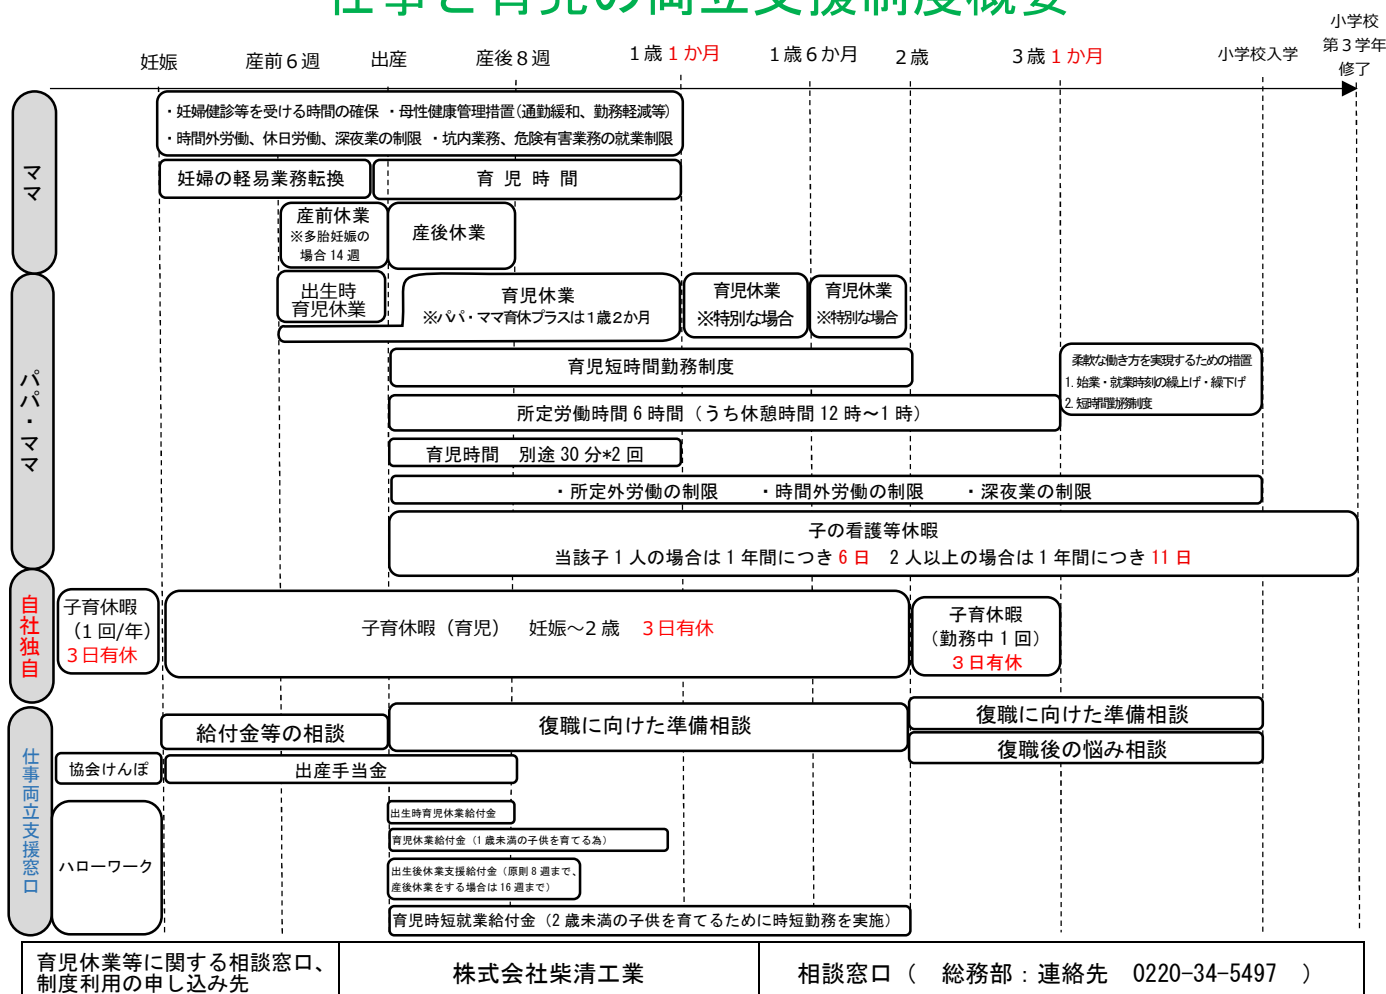 仕事と育児の両立支援制度概要
小学校
第３学年
修了
妊娠
産前６週
出産
産後８週
１歳１か月
１歳６か月
２歳
３歳１か月
小学校入学
ママ
・妊婦健診等を受ける時間の確保 ・母性健康管理措置(通勤緩和、勤務軽減等)
・時間外労働、休日労働、深夜業の制限 ・坑内業務、危険有害業務の就業制限
妊婦の軽易業務転換
育 児 時 間
産前休業
※多胎妊娠の
場合 14 週
産後休業
パパ・ママ
出生時
育児休業
育児休業
※パパ・ママ育休プラスは１歳２か月
育児休業
※特別な場合
育児休業
※特別な場合
育児短時間勤務制度
柔軟な働き方を実現するための措置
1. 始業・就業時刻の繰上げ・繰下げ
2. 短時間勤務制度
所定労働時間 6 時間（うち休憩時間 12 時～1 時）
育児時間 別途 30 分*2 回
・所定外労働の制限 ・時間外労働の制限 ・深夜業の制限
子の看護等休暇
当該子 1 人の場合は 1 年間につき 6 日 2 人以上の場合は 1 年間につき 11 日
自社独自
子育休暇
（1 回/年）
３日有休
子育休暇（育児） 妊娠～2 歳 ３日有休
子育休暇
（勤務中 1 回）
３日有休
仕事両立支援窓口
給付金等の相談
復職に向けた準備相談
復職に向けた準備相談
復職後の悩み相談
協会けんぽ
出産手当金
ハローワーク
出生時育児休業給付金
育児休業給付金（1 歳未満の子供を育てる為）
出生後休業支援給付金（原則 8 週まで、
産後休業をする場合は 16 週まで）
育児時短就業給付金（2 歳未満の子供を育てるために時短勤務を実施）
育児休業等に関する相談窓口、
制度利用の申し込み先
株式会社柴清工業
相談窓口（ 総務部：連絡先 0220-34-5497 ）